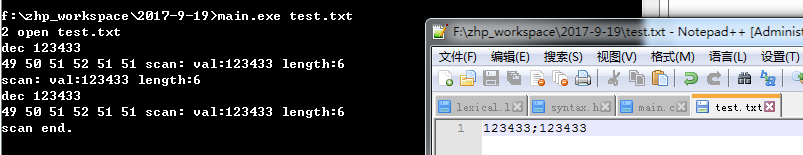 f:\zhp_workspace\2017-9-19>main.exe test.txt
2 open test.txt
dec 123433
49 50 51 52 51 51 scan: val:123433 length:6
scan: val:123433 length:6
dec 123433
49 50 51 52 51 51 scan: val:123433 length:6
scan end.
F:\zhp_workspace\2017-9-19\test.txt - Notepad++ [Administ
文件(F) 编辑(E) 搜索(S) 视图(V) 格式(M) 语言(L) 设置(T)
lexical.l syntax.h main.c test.txt
1 123433;123433